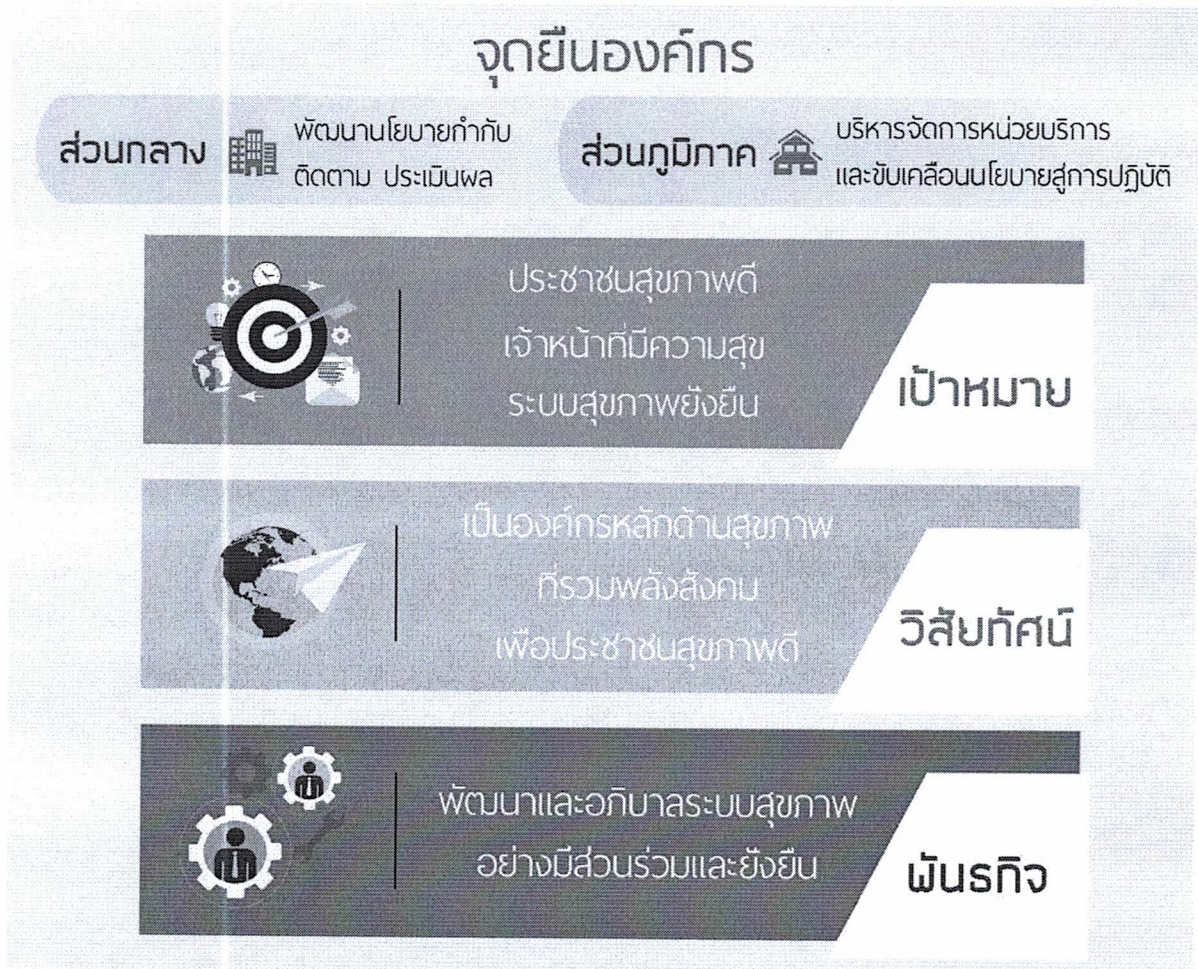 จุดยืนองค์กร
ส่วนกลาง
พัฒนานโยบายกำกับ
ติดตาม ประเมินผล
ส่วนภูมิภาค
บริหารจัดการหน่วยบริการ
และขับเคลื่อนนโยบายสู่การปฏิบัติ
ประชาชนสุขภาพดี
เจ้าหน้าที่มีความสุข
ระบบสุขภาพยั่งยืน
เป้าหมาย
เป็นองค์กรหลักด้านสุขภาพ
ที่รวมพลังสังคม
เพื่อประชาชนสุขภาพดี
วิสัยทัศน์
พัฒนาและอภิบาลระบบสุขภาพ
อย่างมีส่วนร่วมและยั่งยืน
พันธกิจ